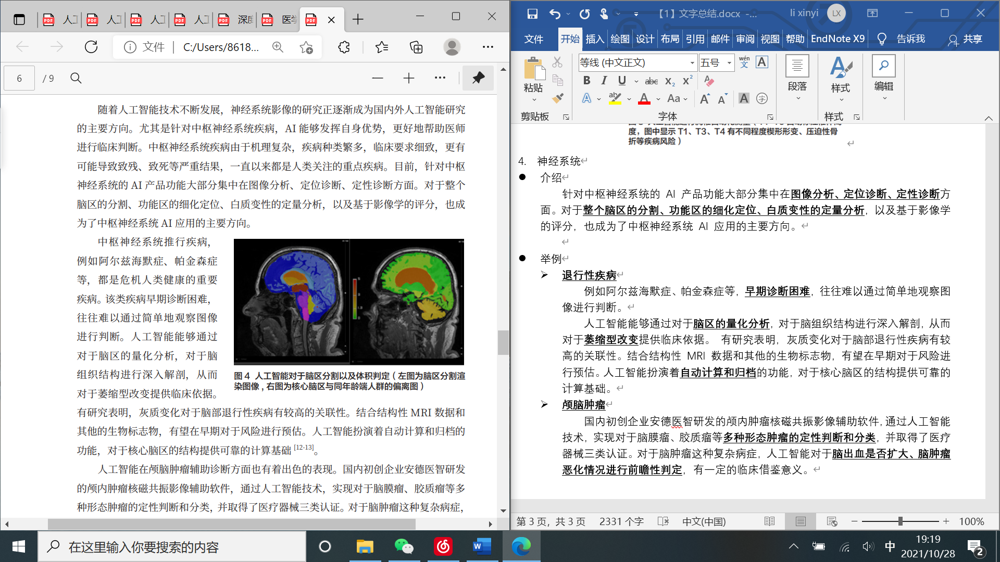 人工
人工
人工
人工
深度
医学
文件
C:/Users/8618...
6
/ 9
随着人工智能技术不断发展，神经系统影像的研究正逐渐成为国内外人工智能研究
的主要方向。尤其是针对中枢神经系统疾病，AI 能够发挥自身优势，更好地帮助医师
进行临床判断。中枢神经系统疾病由于机理复杂，疾病种类繁多，临床要求细致，更有
可能导致致残、致死等严重结果，一直以来都是人类关注的重点疾病。目前，针对中枢
神经系统的 AI 产品功能大部分集中在图像分析、定位诊断、定性诊断方面。对于整个
脑区的分割、功能区的细化定位、白质变性的定量分析，以及基于影像学的评分，也成
为了中枢神经系统 AI 应用的主要方向。
中枢神经系统推行疾病，
例如阿尔兹海默症、帕金森症
等，都是危机人类健康的重要
疾病。该类疾病早期诊断困难，
往往难以通过简单地观察图像
进行判断。人工智能能够通过
对于脑区的量化分析，对于脑
组织结构进行深入解剖，从而
对于萎缩型改变提供临床依据。
图 4 人工智能对于脑区分割以及体积判定（左图为脑区分割渲
染图像，右图为核心脑区与同年龄端人群的偏离图）
有研究表明，灰质变化对于脑部退行性疾病有较高的关联性。结合结构性 MRI 数据和
其他的生物标志物，有望在早期对于风险进行预估。人工智能扮演着自动计算和归档的
功能，对于核心脑区的结构提供可靠的计算基础 [12-13]。
人工智能在颅脑肿瘤辅助诊断方面也有着出色的表现。国内初创企业安德医智研发
的颅内肿瘤核磁共振影像辅助软件，通过人工智能技术，实现对于脑膜瘤、胶质瘤等多
种形态肿瘤的定性判断和分类，并取得了医疗器械三类认证。对于脑肿瘤这种复杂病症，
【1】文字总结.docx - ...
li xinyi
LX
文件 开始 插入 绘图 设计 布局 引用 邮件 审阅 视图 帮助 EndNote X9 告诉我 共享
粘贴
剪贴板
等线 (中文正文) 五号
wén 文 A
B I U abc x₂ x²
A ab A Aa A A A 字
字体
段落
样式
样式
编辑
度，图中显示 T1、T3、T4 有不同程度楔形形变、压迫性骨
折等疾病风险）
4. 神经系统
● 介绍
针对中枢神经系统的 AI 产品功能大部分集中在图像分析、定位诊断、定性诊断方
面。对于整个脑区的分割、功能区的细化定位、白质变性的定量分析，以及基于影像学
的评分，也成为了中枢神经系统 AI 应用的主要方向。
● 举例
➢ 退行性疾病
例如阿尔兹海默症、帕金森症等，早期诊断困难，往往难以通过简单地观察图
像进行判断。
人工智能能够通过对于脑区的量化分析，对于脑组织结构进行深入解剖，从而
对于萎缩型改变提供临床依据。 有研究表明，灰质变化对于脑部退行性疾病有较
高的关联性。结合结构性 MRI 数据和其他的生物标志物，有望在早期对于风险进
行预估。人工智能扮演着自动计算和归档的功能，对于核心脑区的结构提供可靠的
计算基础。
➢ 颅脑肿瘤
国内初创企业安德医智研发的颅内肿瘤核磁共振影像辅助软件，通过人工智能
技术，实现对于脑膜瘤、胶质瘤等多种形态肿瘤的定性判断和分类，并取得了医疗
器械三类认证。对于脑肿瘤这种复杂病症，人工智能对于脑出血是否扩大、脑肿瘤
恶化情况进行前瞻性判定，有一定的临床借鉴意义。
第 3 页，共 3 页 2331 个字 中文(中国) 100%
在这里输入你要搜索的内容
中
19:19
2021/10/28
2